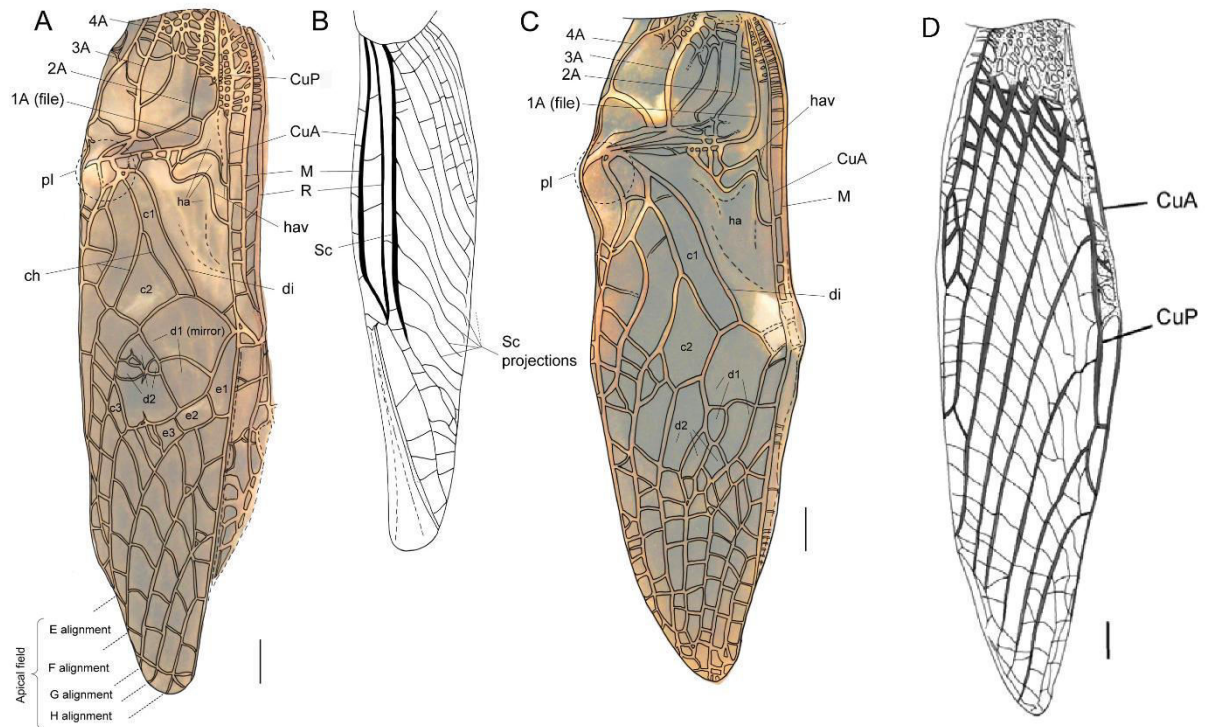 A
4A
3A
2A
1A (file)
pl
ch
c1
c2
ha
d1 (mirror)
d2
c3
e1
e2
e3
CuP
CuA
M
R
hav
di
Apical field
E alignment
F alignment
G alignment
H alignment
B
Sc
Sc
projections
C
4A
3A
2A
1A (file)
pl
hav
CuA
M
ha
c1
di
c2
d1
d2
D
CuA
CuP